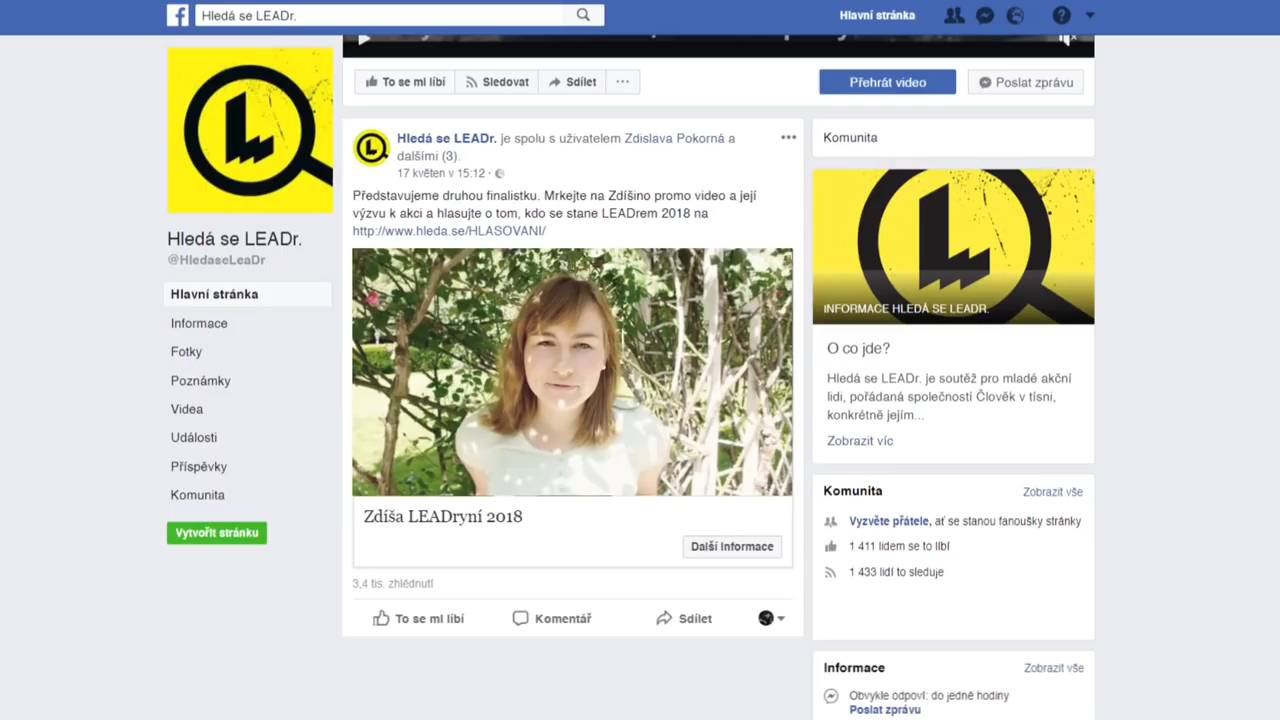 Hledá se LEADr.
Hlavní stránka
To se mi líbí
Sledovat
Sdílet
Přehrát video
Poslat zprávu
Hledá se LEADr.
@HledaseLeaDr
Hlavní stránka
Informace
Fotky
Poznámky
Videa
Události
Příspěvky
Komunita
Vytvořit stránku
Hledá se LEADr. je spolu s uživatelem Zdislava Pokorná a
dalšími (3).
17 květen v 15:12 ·
Představujeme druhou finalistku. Mrkejte na Zdíšino promo video a její
výzvu k akci a hlasujte o tom, kdo se stane LEADrem 2018 na
http://www.hleda.se/HLASOVANI/
Zdíša LEADryní 2018
Další informace
3,4 tis. zhlédnutí
To se mi líbí
Komentář
Sdílet
Komunita
INFORMACE HLEDÁ SE LEADR.
O co jde?
Hledá se LEADr. je soutěž pro mladé akční
lidi, pořádaná společností Člověk v tísni,
konkrétně jejím...
Zobrazit víc
Komunita
Zobrazit vše
Vyzvěte přátele, ať se stanou fanoušky stránky
1 411 lidem se to líbí
1 433 lidí to sleduje
Informace
Zobrazit vše
Obvykle odpoví: do jedné hodiny
Poslat zprávu